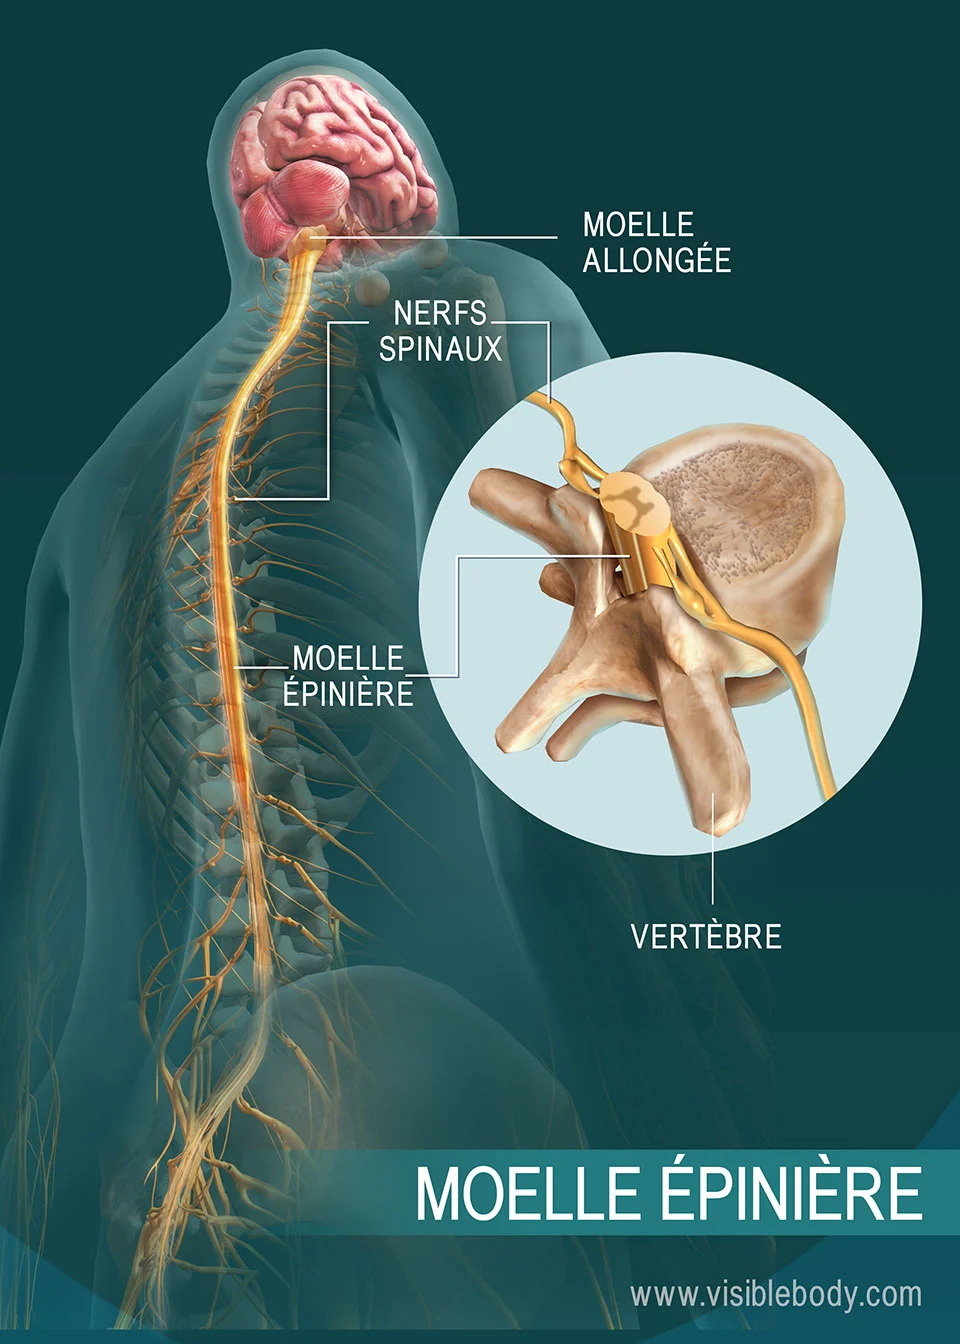 MOELLE
ALLONGÉE
NERFS
SPINAUX
MOELLE
ÉPINIÈRE
VERTÈBRE
MOELLE ÉPINIÈRE
www.visiblebody.com